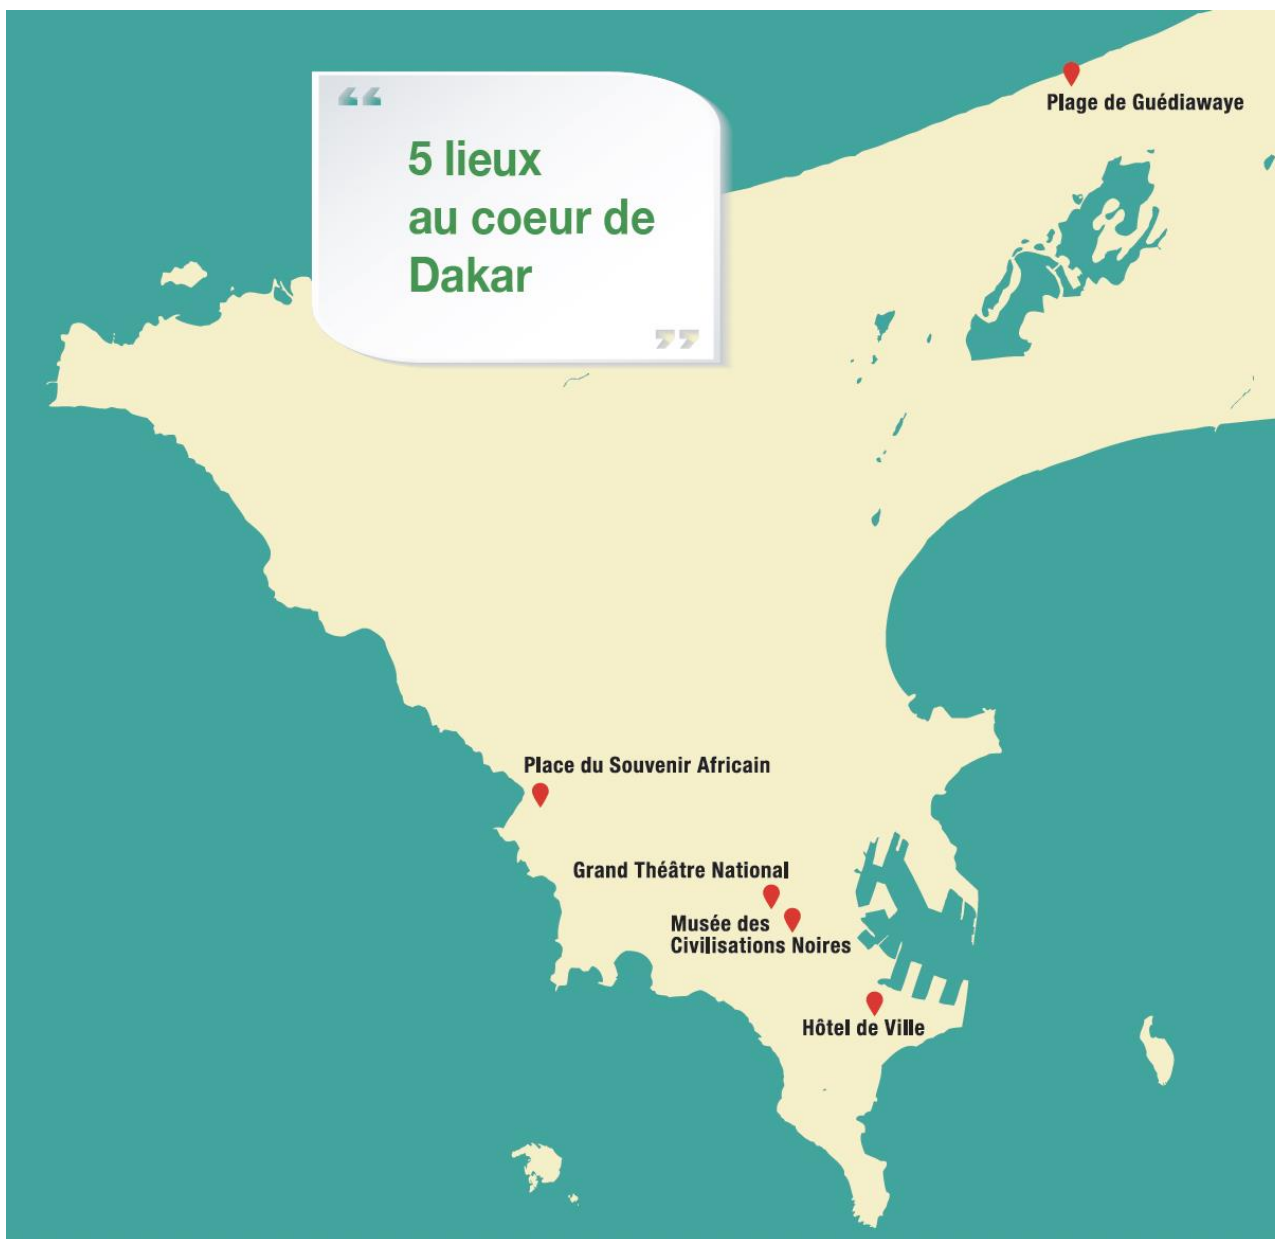 “
5 lieux
au coeur de
Dakar
”
Plage de Guédiawaye
Place du Souvenir Africain
Grand Théâtre National
Musée des
Civilisations Noires
Hôtel de Ville